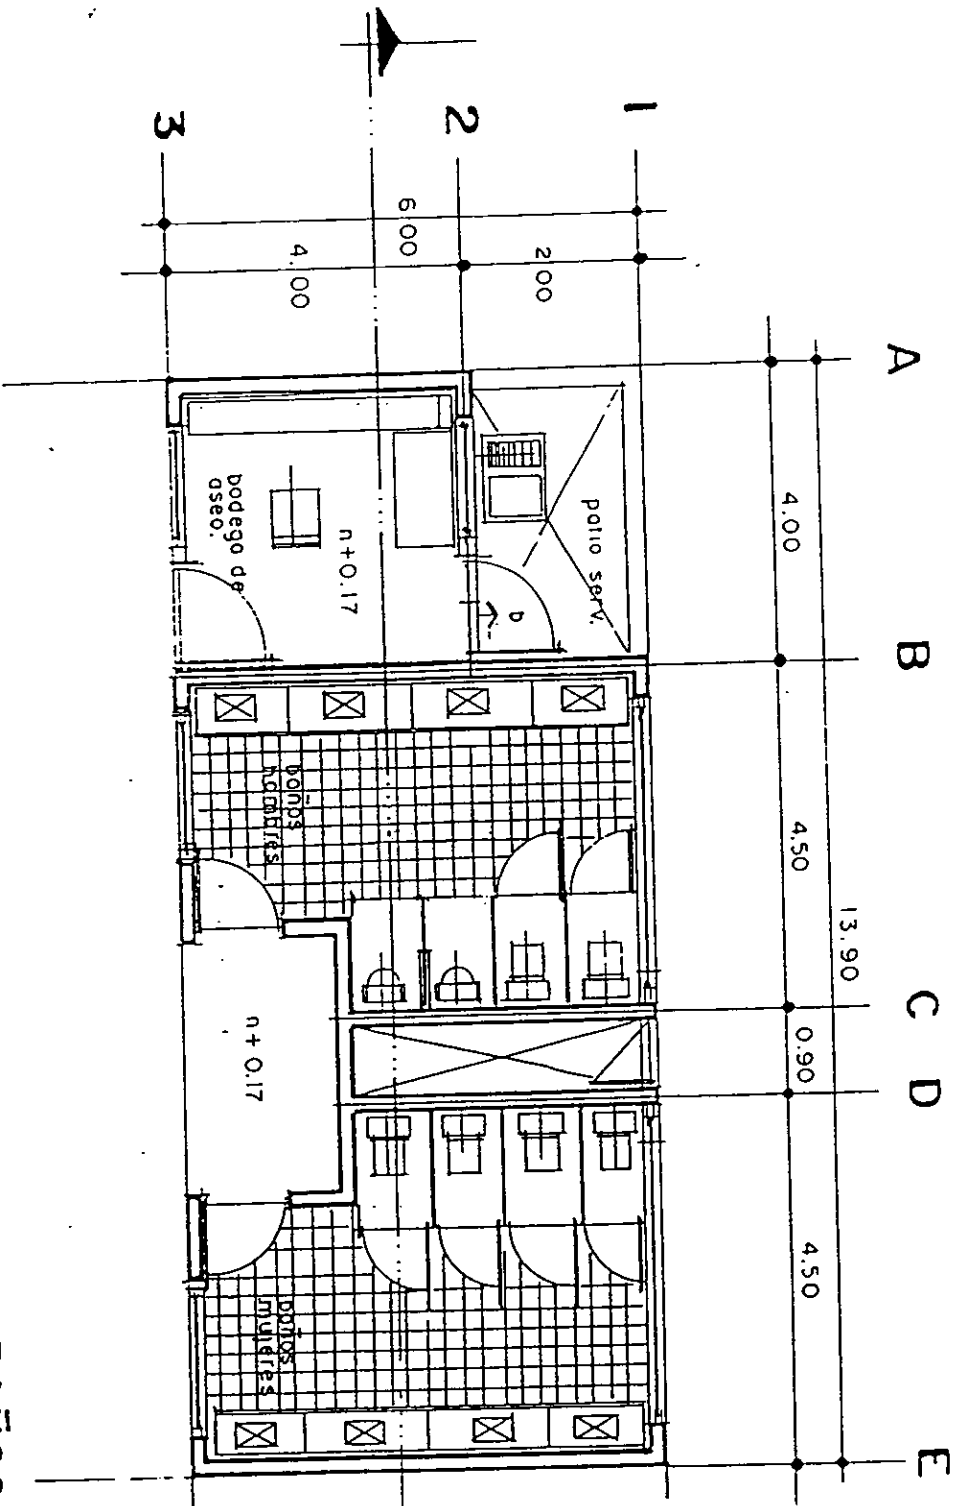 A
B
C
D
E
13.90
4.00
4.50
0.90
4.50
1
2
3
6.00
2.00
4.00
patio serv.
b
n+0.17
bodega de
aseo.
baños
hombres
n+0.17
baños
mujeres